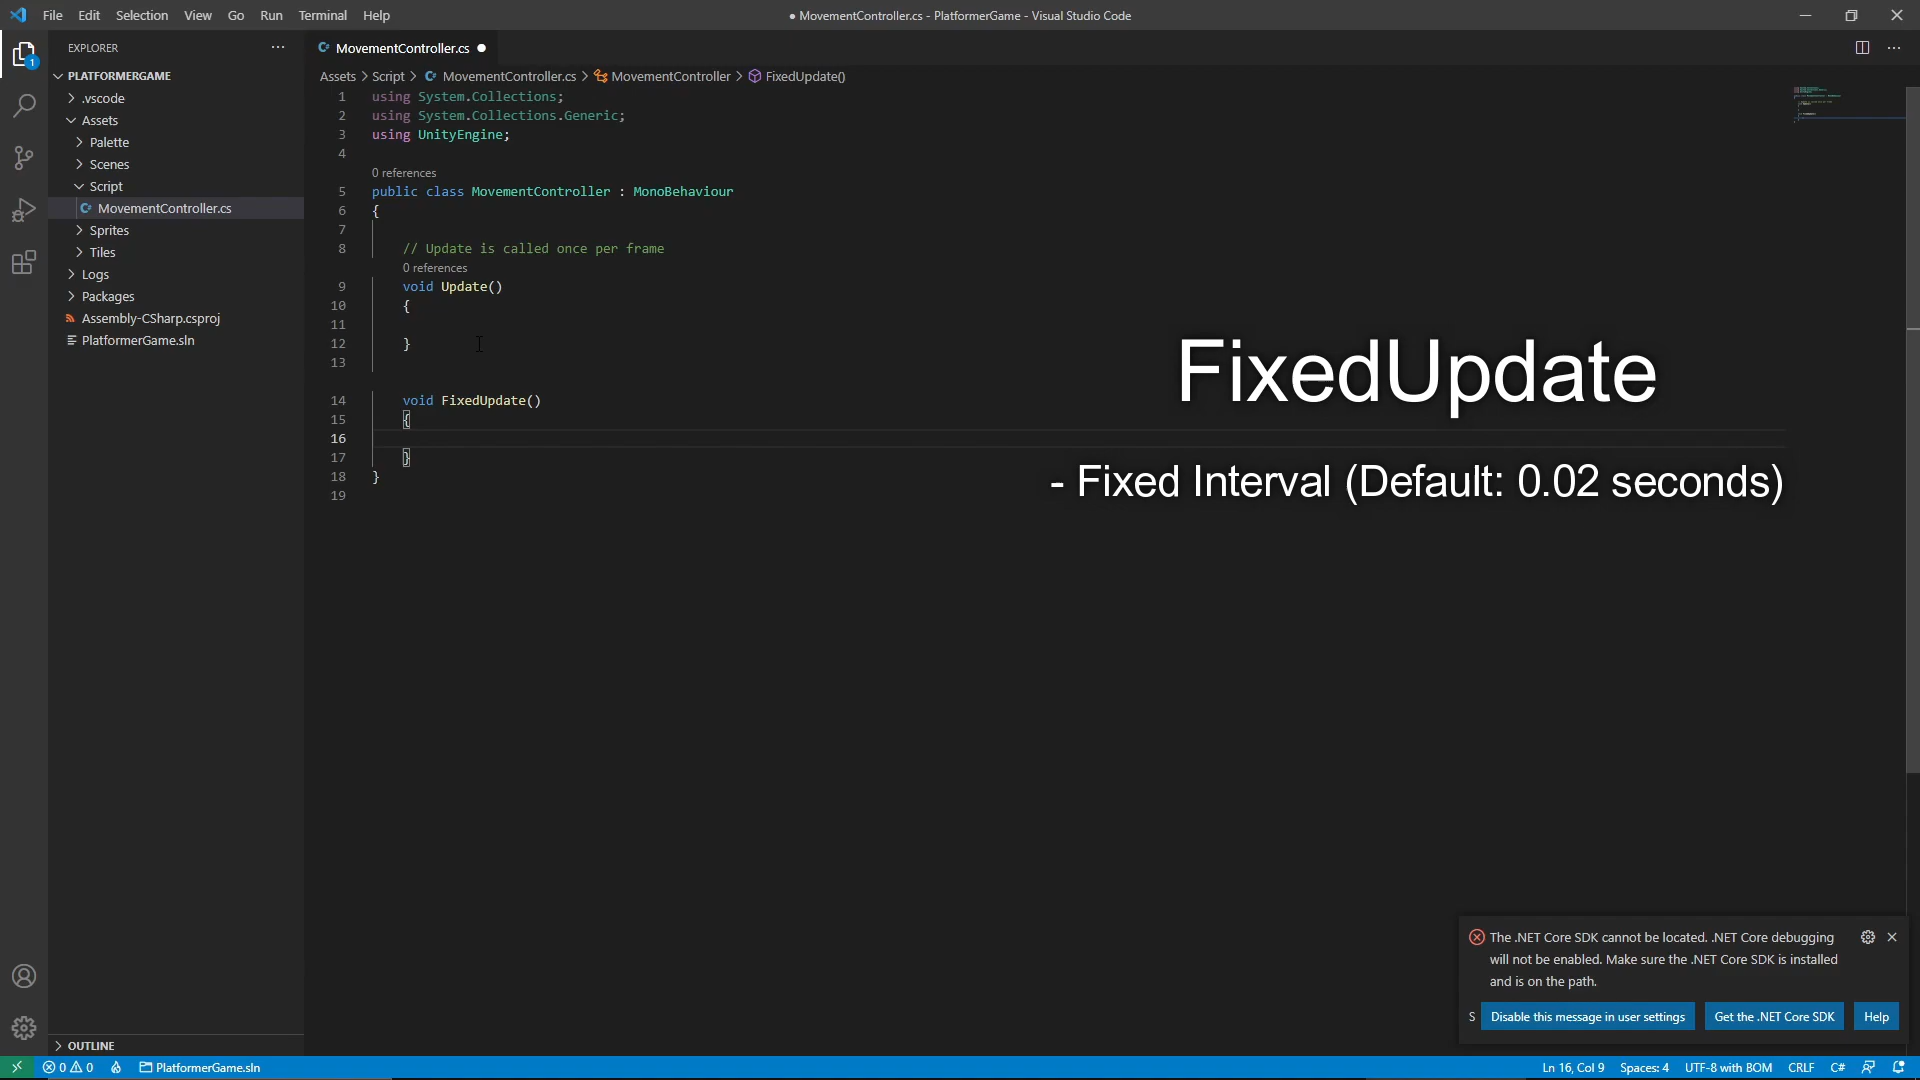 File Edit Selection View Go Run Terminal Help
● MovementController.cs - PlatformerGame - Visual Studio Code
EXPLORER
PLATFORMERGAME
.vscode
Assets
Palette
Scenes
Script
C# MovementController.cs
Sprites
Tiles
Logs
Packages
Assembly-CSharp.csproj
PlatformerGame.sln
OUTLINE
1
C# MovementController.cs ●
Assets > Script > C# MovementController.cs > MovementController > FixedUpdate()
1 using System.Collections;
2 using System.Collections.Generic;
3 using UnityEngine;
4
0 references
5 public class MovementController : MonoBehaviour
6 {
7
8 // Update is called once per frame
0 references
9 void Update()
10 {
11
12 }
13
14 void FixedUpdate()
15 {
16
17 }
18 }
19
FixedUpdate
- Fixed Interval (Default: 0.02 seconds)
The .NET Core SDK cannot be located. .NET Core debugging
will not be enabled. Make sure the .NET Core SDK is installed
and is on the path.
S Disable this message in user settings Get the .NET Core SDK Help
0 0 PlatformerGame.sln Ln 16, Col 9 Spaces: 4 UTF-8 with BOM CRLF C#